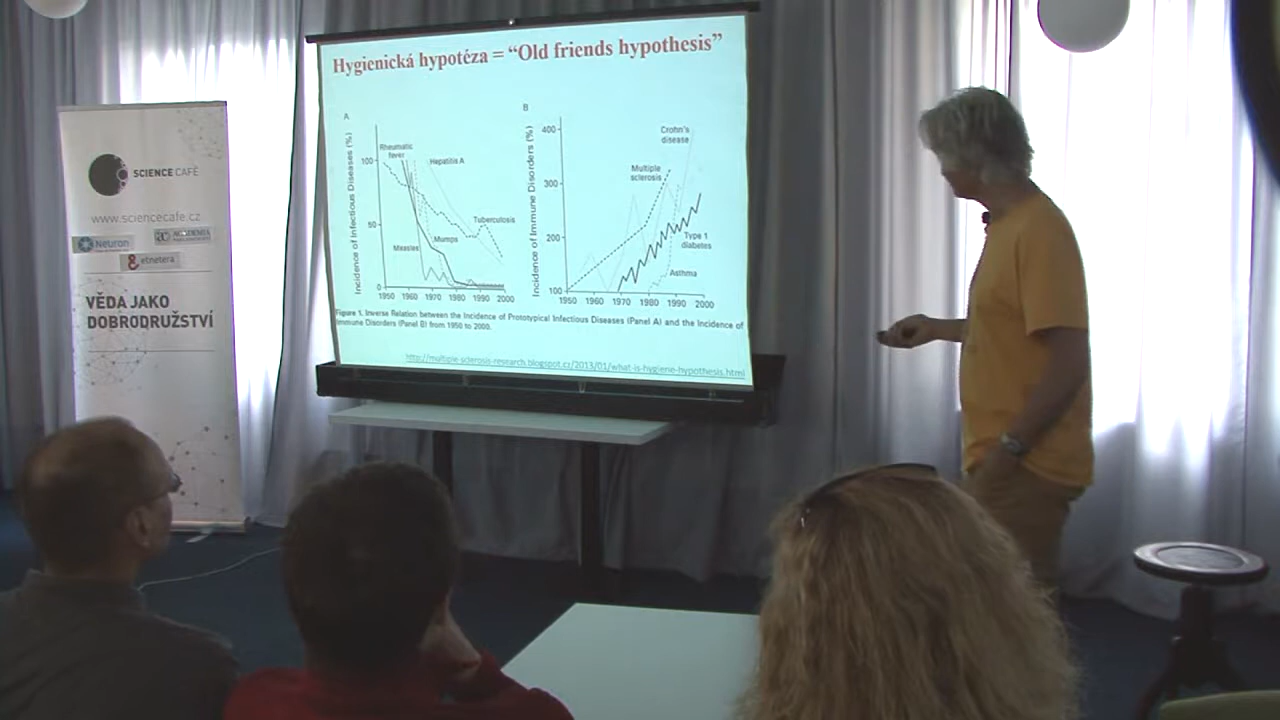 Hygienická hypotéza = “Old friends hypothesis”
A
Incidence of Infectious Diseases (%)
100
50
0
Rheumatic
fever
Hepatitis A
Tuberculosis
Measles
Mumps
1950 1960 1970 1980 1990 2000
B
Incidence of Immune Disorders (%)
400
300
200
100
Crohn's
disease
Multiple
sclerosis
Type 1
diabetes
Asthma
1950 1960 1970 1980 1990 2000
Figure 1. Inverse Relation between the Incidence of Prototypical Infectious Diseases (Panel A) and the Incidence of
Immune Disorders (Panel B) from 1950 to 2000.
http://multiple-sclerosis-research.blogspot.cz/2013/01/what-is-hygiene-hypothesis.html
SCIENCE CAFÉ
www.sciencecafe.cz
Neuron
ACADEMIA
etnetera
VĚDA JAKO
DOBRODRUŽSTVÍ